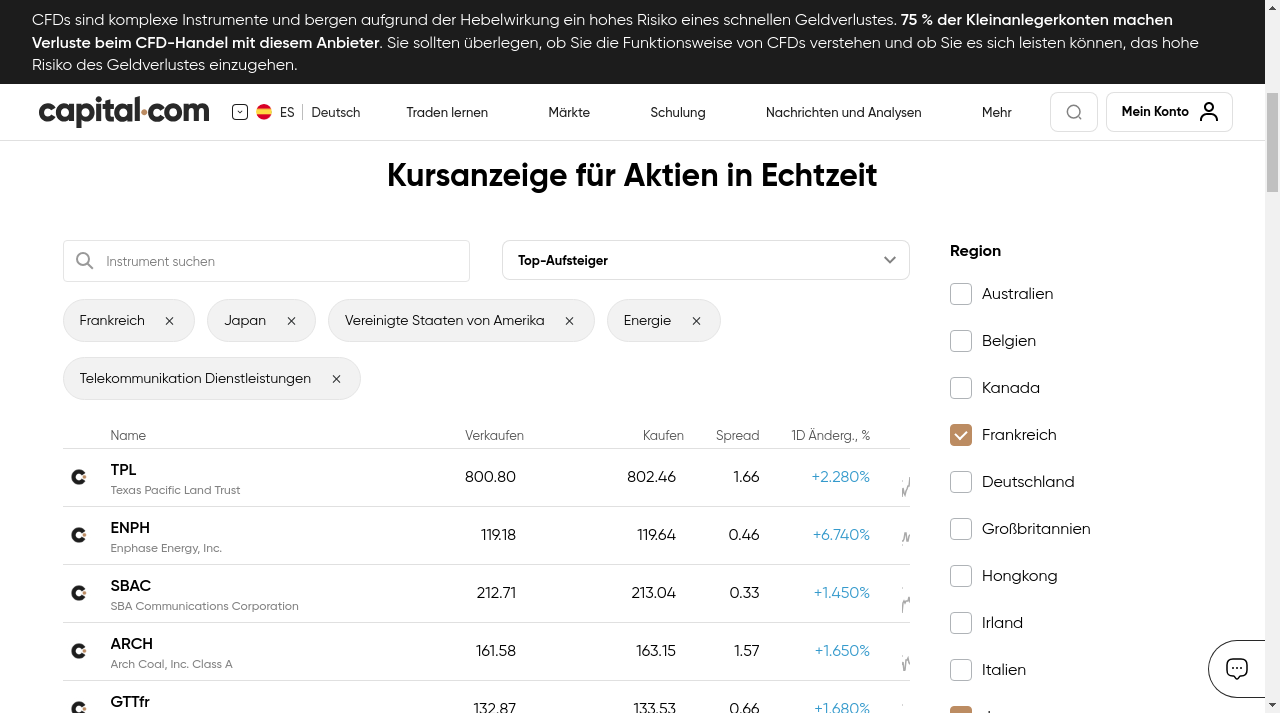 CFDs sind komplexe Instrumente und bergen aufgrund der Hebelwirkung ein hohes Risiko eines schnellen Geldverlustes. 75 % der Kleinanlegerkonten machen
Verluste beim CFD-Handel mit diesem Anbieter. Sie sollten überlegen, ob Sie die Funktionsweise von CFDs verstehen und ob Sie es sich leisten können, das hohe
Risiko des Geldverlustes einzugehen.
capital.com ES Deutsch Traden lernen Märkte Schulung Nachrichten und Analysen Mehr Mein Konto
Kursanzeige für Aktien in Echtzeit
Instrument suchen
Top-Aufsteiger
Frankreich Japan Vereinigte Staaten von Amerika Energie
Telekommunikation Dienstleistungen
Name Verkaufen Kaufen Spread 1D Änderg., %
TPL 800.80 802.46 1.66 +2.280%
Texas Pacific Land Trust
ENPH 119.18 119.64 0.46 +6.740%
Enphase Energy, Inc.
SBAC 212.71 213.04 0.33 +1.450%
SBA Communications Corporation
ARCH 161.58 163.15 1.57 +1.650%
Arch Coal, Inc. Class A
GTTfr 132.87 133.53 0.66 +1.680%
Region
Australien
Belgien
Kanada
Frankreich
Deutschland
Großbritannien
Hongkong
Irland
Italien